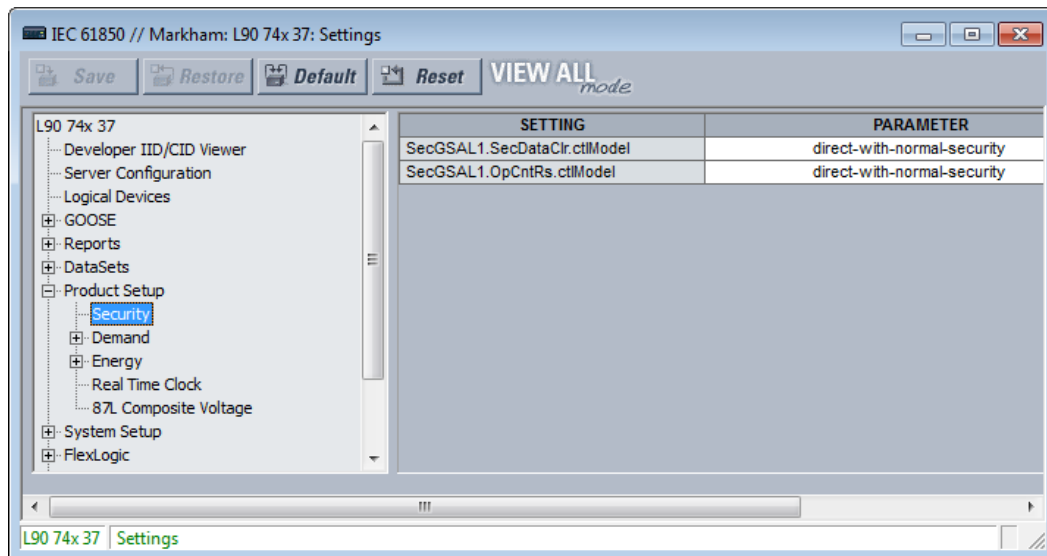 IEC 61850 // Markham: L90 74x 37: Settings
Save Restore Default Reset VIEW ALL mode
L90 74x 37
Developer IID/CID Viewer
Server Configuration
Logical Devices
GOOSE
Reports
DataSets
Product Setup
Security
Demand
Energy
Real Time Clock
87L Composite Voltage
System Setup
FlexLogic
SETTING PARAMETER
SecGSAL1.SecDataClr.ctlModel direct-with-normal-security
SecGSAL1.OpCntRs.ctlModel direct-with-normal-security
L90 74x 37 Settings